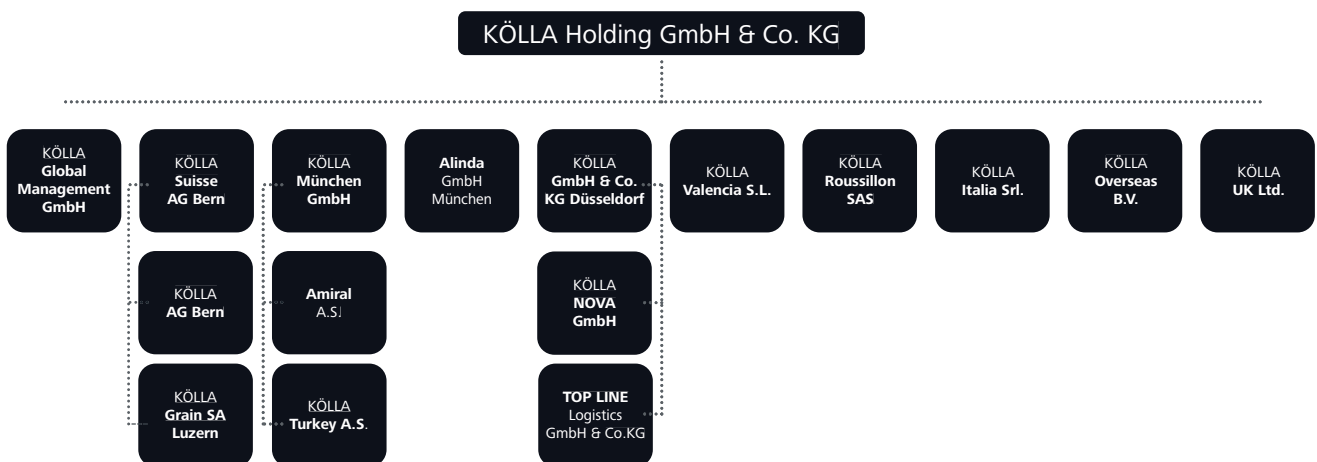 KÖLLA Holding GmbH & Co. KG
KÖLLA
Global
Management
GmbH
KÖLLA
Suisse
AG Bern
KÖLLA
München
GmbH
Alinda
GmbH
München
KÖLLA
GmbH & Co.
KG Düsseldorf
KÖLLA
Valencia S.L.
KÖLLA
Roussillon
SAS
KÖLLA
Italia Srl.
KÖLLA
Overseas
B.V.
KÖLLA
UK Ltd.
KÖLLA
AG Bern
Amiral
A.S.
KÖLLA
NOVA
GmbH
KÖLLA
Grain SA
Luzern
KÖLLA
Turkey A.S.
TOP LINE
Logistics
GmbH & Co.KG